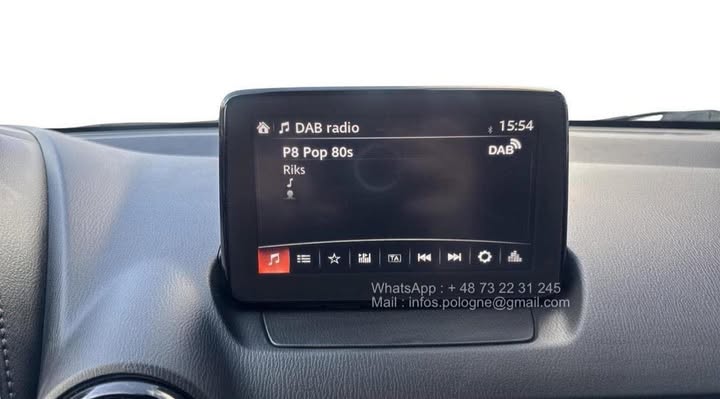 DAB radio
15:54
P8 Pop 80s
DAB
Riks
TA
WhatsApp : + 48 73 22 31 245
Mail : infos.pologne@gmail.com